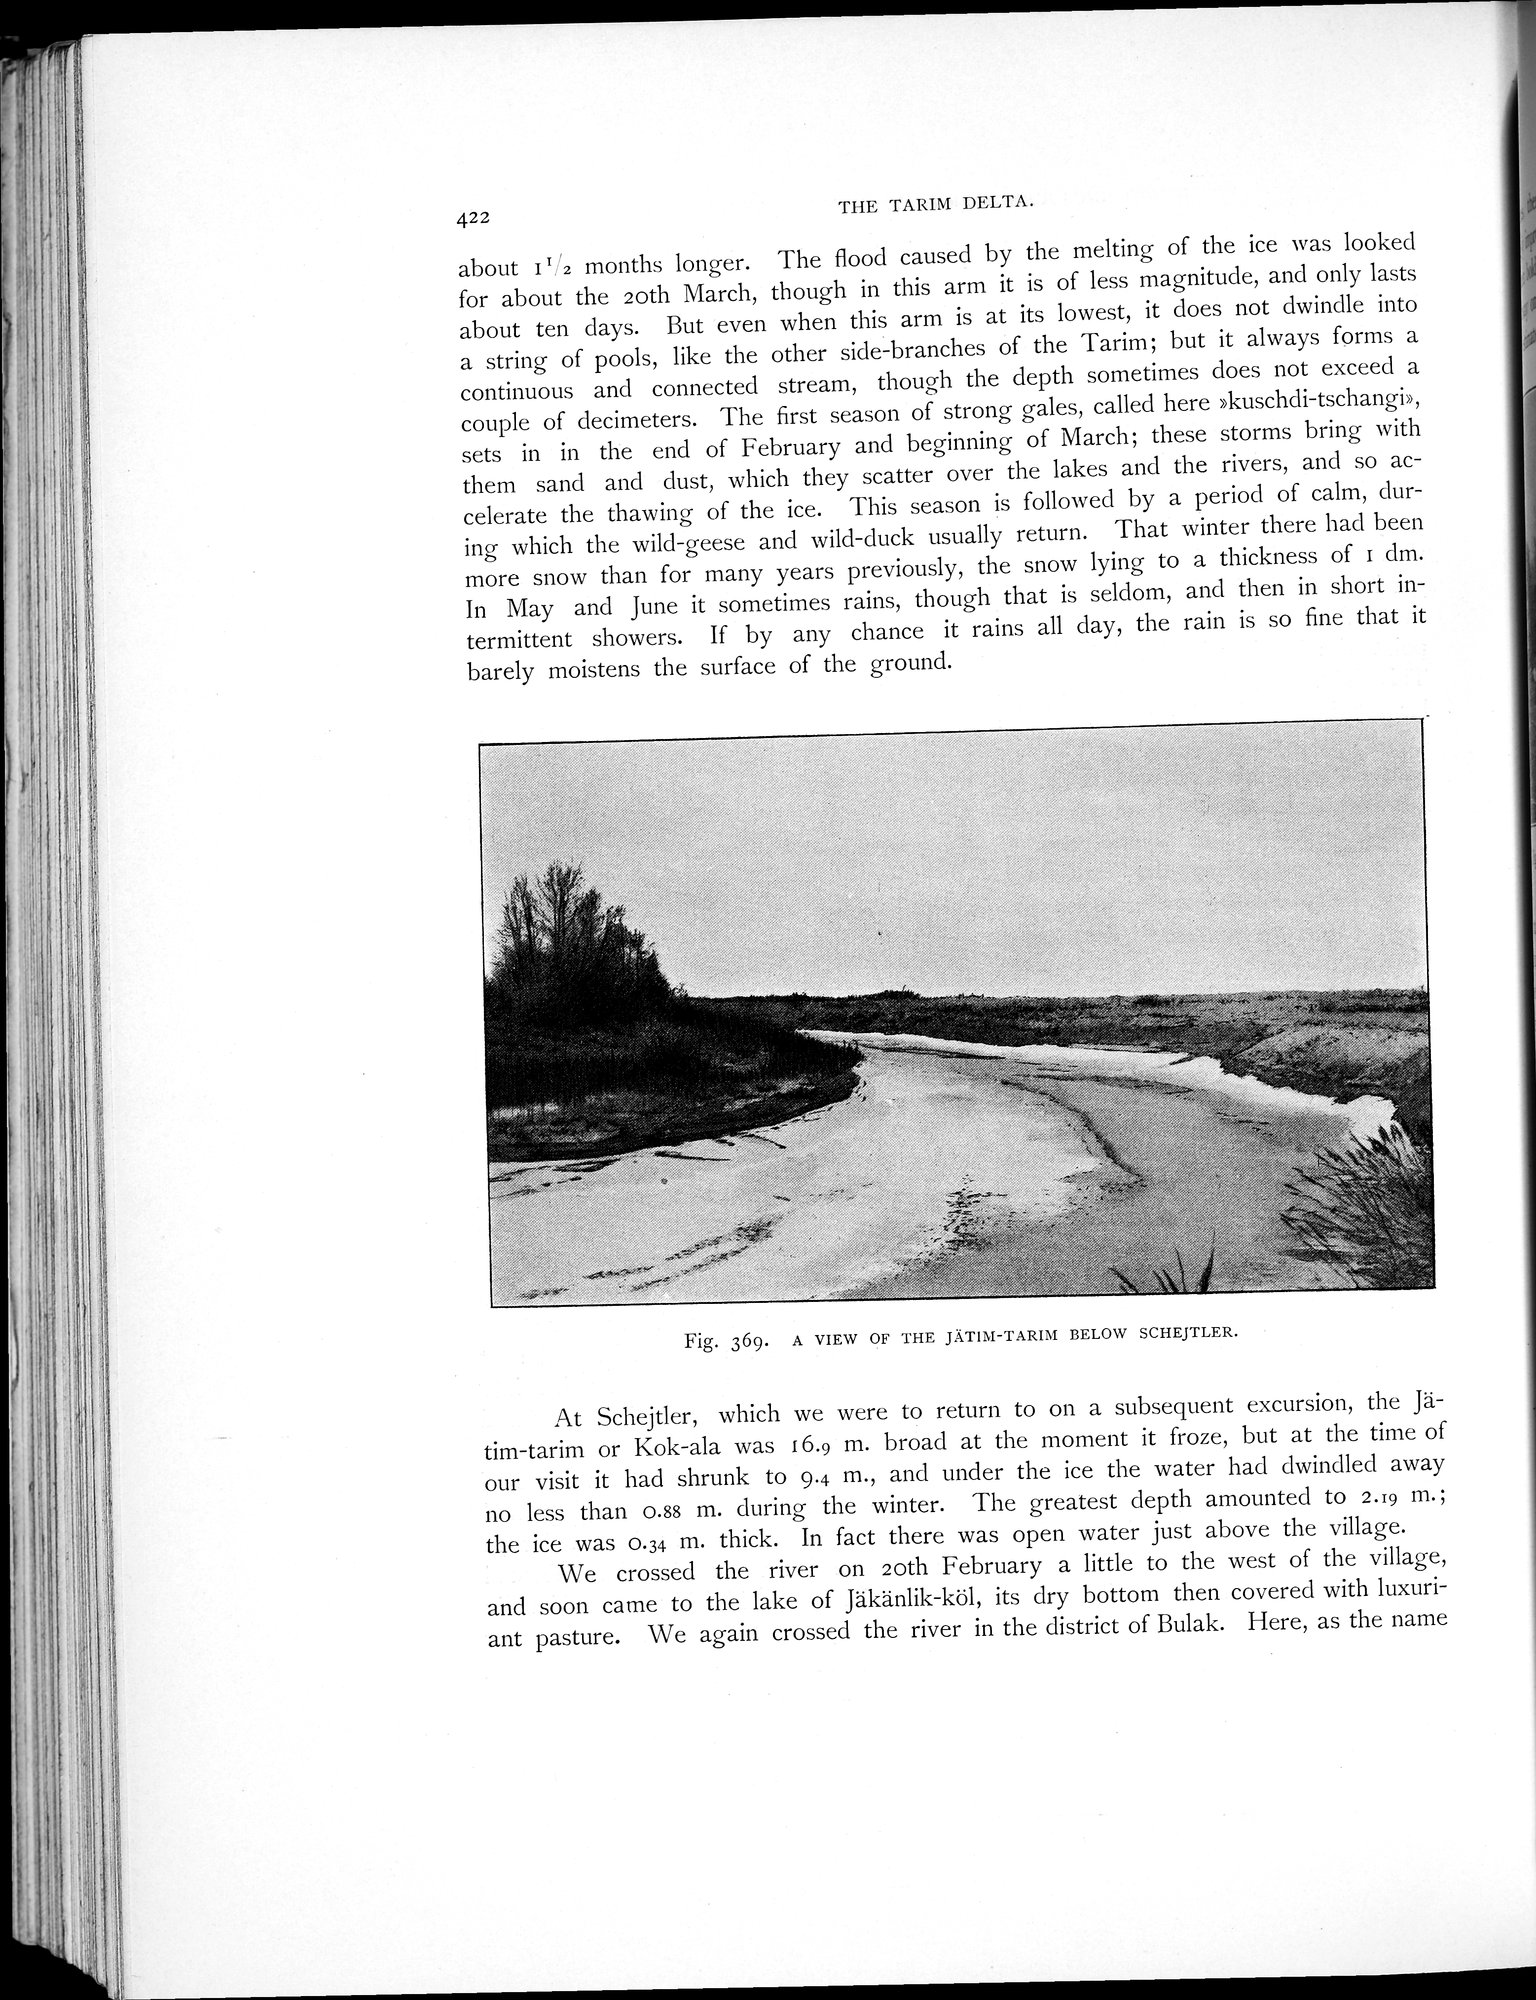 422
THE TARIM DELTA.
about 1 1/2 months longer. The flood caused by the melting of the ice was looked
for about the 20th March, though in this arm it is of less magnitude, and only lasts
about ten days. But even when this arm is at its lowest, it does not dwindle into
a string of pools, like the other side-branches of the Tarim; but it always forms a
continuous and connected stream, though the depth sometimes does not exceed a
couple of decimeters. The first season of strong gales, called here »kuschdi-tschangi»,
sets in in the end of February and beginning of March; these storms bring with
them sand and dust, which they scatter over the lakes and the rivers, and so ac-
celerate the thawing of the ice. This season is followed by a period of calm, dur-
ing which the wild-geese and wild-duck usually return. That winter there had been
more snow than for many years previously, the snow lying to a thickness of 1 dm.
In May and June it sometimes rains, though that is seldom, and then in short in-
termittent showers. If by any chance it rains all day, the rain is so fine that it
barely moistens the surface of the ground.
Fig. 369. A VIEW OF THE JÄTIM-TARIM BELOW SCHEJTLER.
At Schejtler, which we were to return to on a subsequent excursion, the Jä-
tim-tarim or Kok-ala was 16.9 m. broad at the moment it froze, but at the time of
our visit it had shrunk to 9.4 m., and under the ice the water had dwindled away
no less than 0.88 m. during the winter. The greatest depth amounted to 2.19 m.;
the ice was 0.34 m. thick. In fact there was open water just above the village.
We crossed the river on 20th February a little to the west of the village,
and soon came to the lake of Jäkänlik-köl, its dry bottom then covered with luxuri-
ant pasture. We again crossed the river in the district of Bulak. Here, as the name